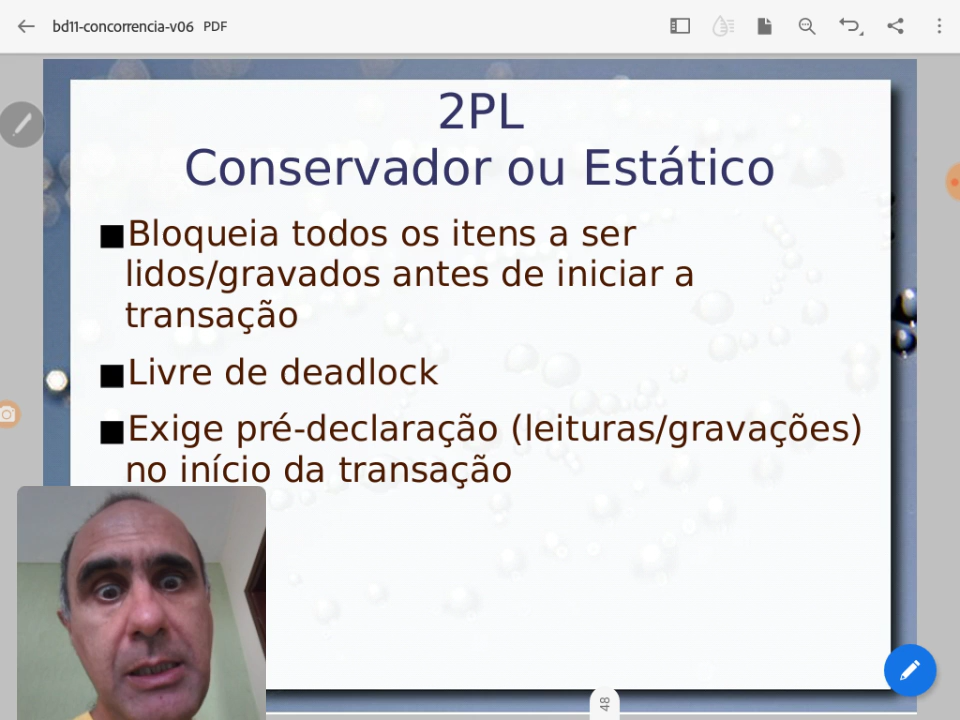 bd11-concorrencia-v06 PDF
2PL
Conservador ou Estático
Bloqueia todos os itens a ser
lidos/gravados antes de iniciar a
transação
Livre de deadlock
Exige pré-declaração (leituras/gravações)
no início da transação
48